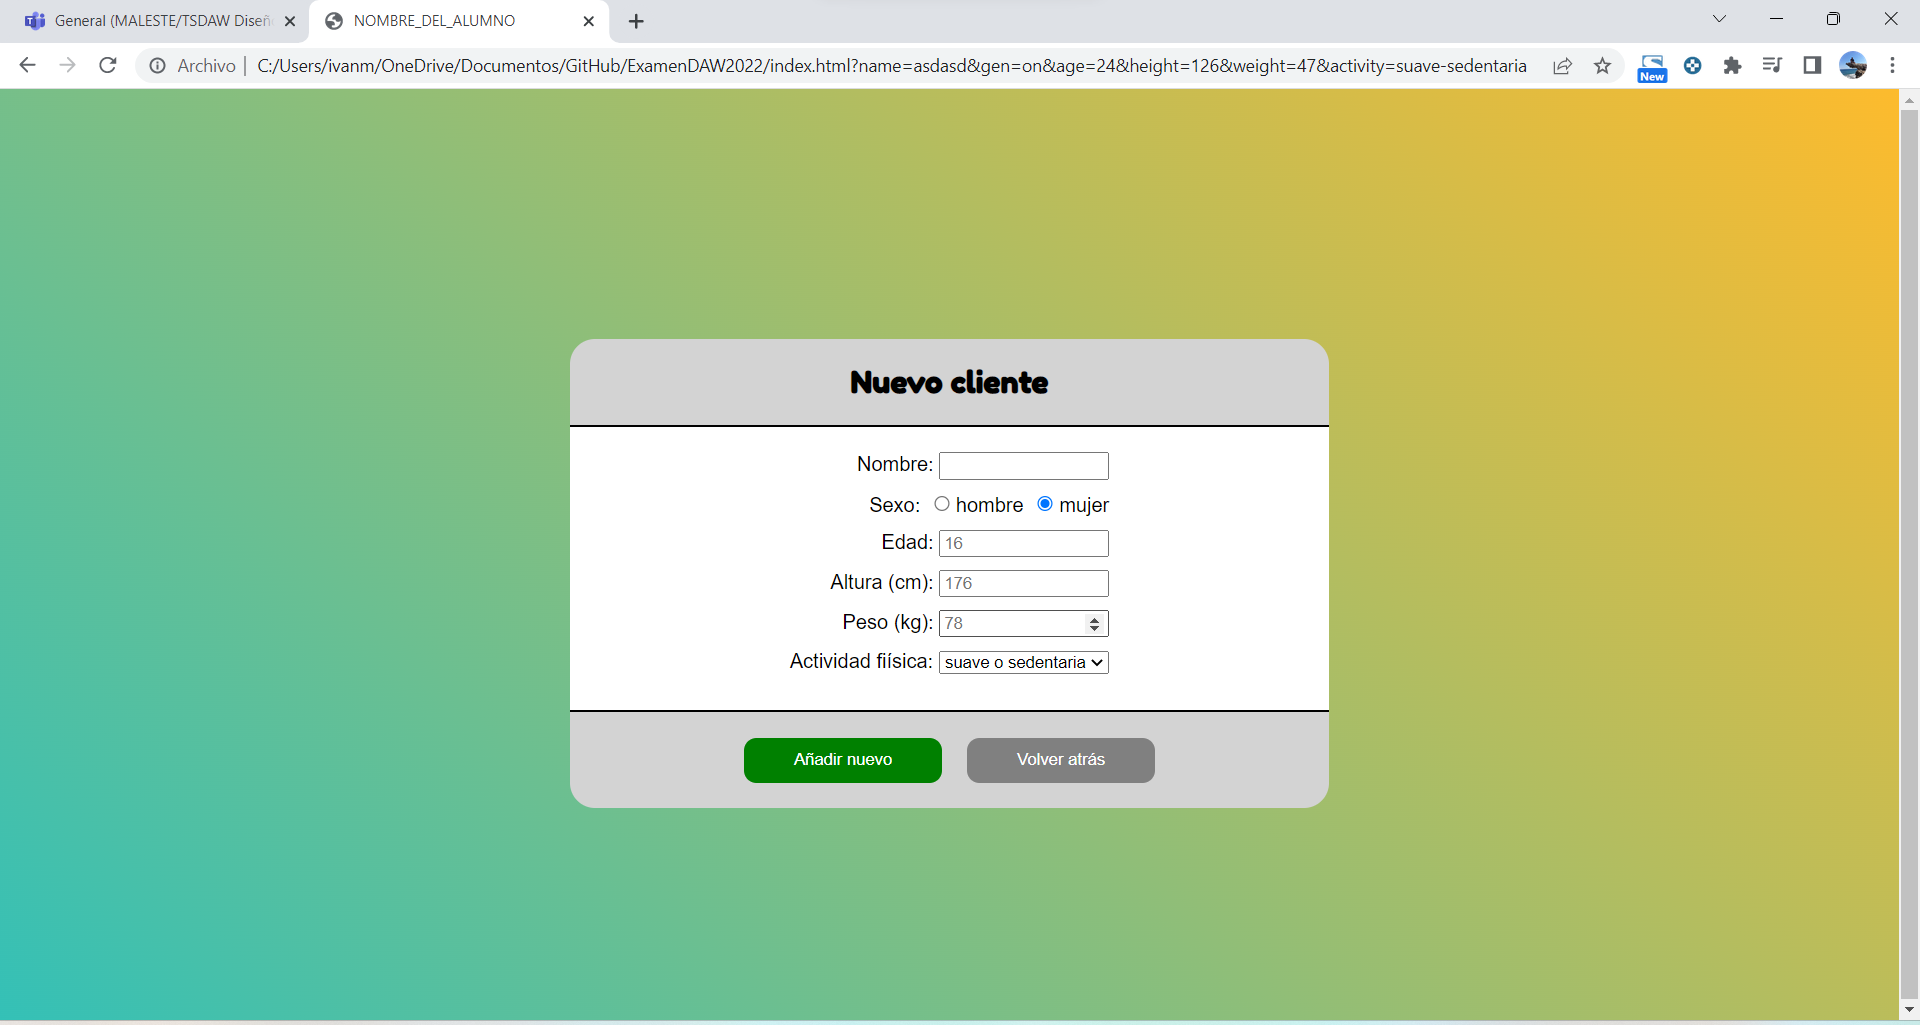 General (MALESTE/TSDAW Diseñ
NOMBRE_DEL_ALUMNO
Archivo | C:/Users/ivanm/OneDrive/Documentos/GitHub/ExamenDAW2022/index.html?name=asdasd&gen=on&age=24&height=126&weight=47&activity=suave-sedentaria
New
Nuevo cliente
Nombre:
Sexo: hombre mujer
Edad: 16
Altura (cm): 176
Peso (kg): 78
Actividad fiísica: suave o sedentaria
Añadir nuevo Volver atrás